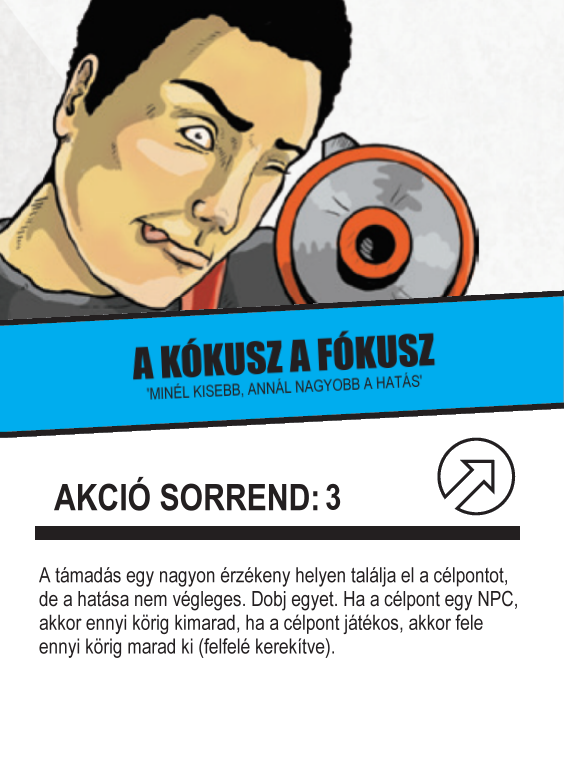 A KÓKUSZ A FÓKUSZ
'MINÉL KISEBB, ANNÁL NAGYOBB A HATÁS'
AKCIÓ SORREND: 3
A támadás egy nagyon érzékeny helyen találja el a célpontot,
de a hatása nem végleges. Dobj egyet. Ha a célpont egy NPC,
akkor ennyi körig kimarad, ha a célpont játékos, akkor fele
ennyi körig marad ki (felfelé kerekítve).